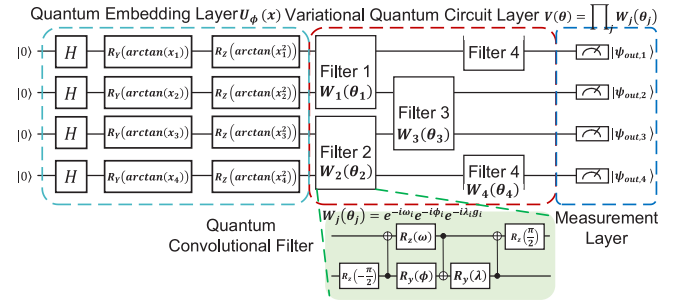 Quantum Embedding Layer U_ϕ(x) Variational Quantum Circuit Layer V(θ) = ∏_j W_j(θ_j)
|0⟩ H R_Y(arctan(x_1)) R_Z(arctan(x_1^2)) Filter 4 |ψ_out,1⟩
Filter 1
W_1(θ_1)
|0⟩ H R_Y(arctan(x_2)) R_Z(arctan(x_2^2)) |ψ_out,2⟩
Filter 3
W_3(θ_3)
|0⟩ H R_Y(arctan(x_3)) R_Z(arctan(x_3^2)) |ψ_out,3⟩
Filter 2
W_2(θ_2)
|0⟩ H R_Y(arctan(x_4)) R_Z(arctan(x_4^2)) Filter 4 |ψ_out,4⟩
W_4(θ_4)
Quantum
Convolutional Filter
W_j(θ_j) = e^{-iω_i}e^{-iϕ_i}e^{-iλ_i g_i}
Measurement
Layer
R_z(ω) R_z(π/2)
R_z(-π/2) R_y(ϕ) R_y(λ)